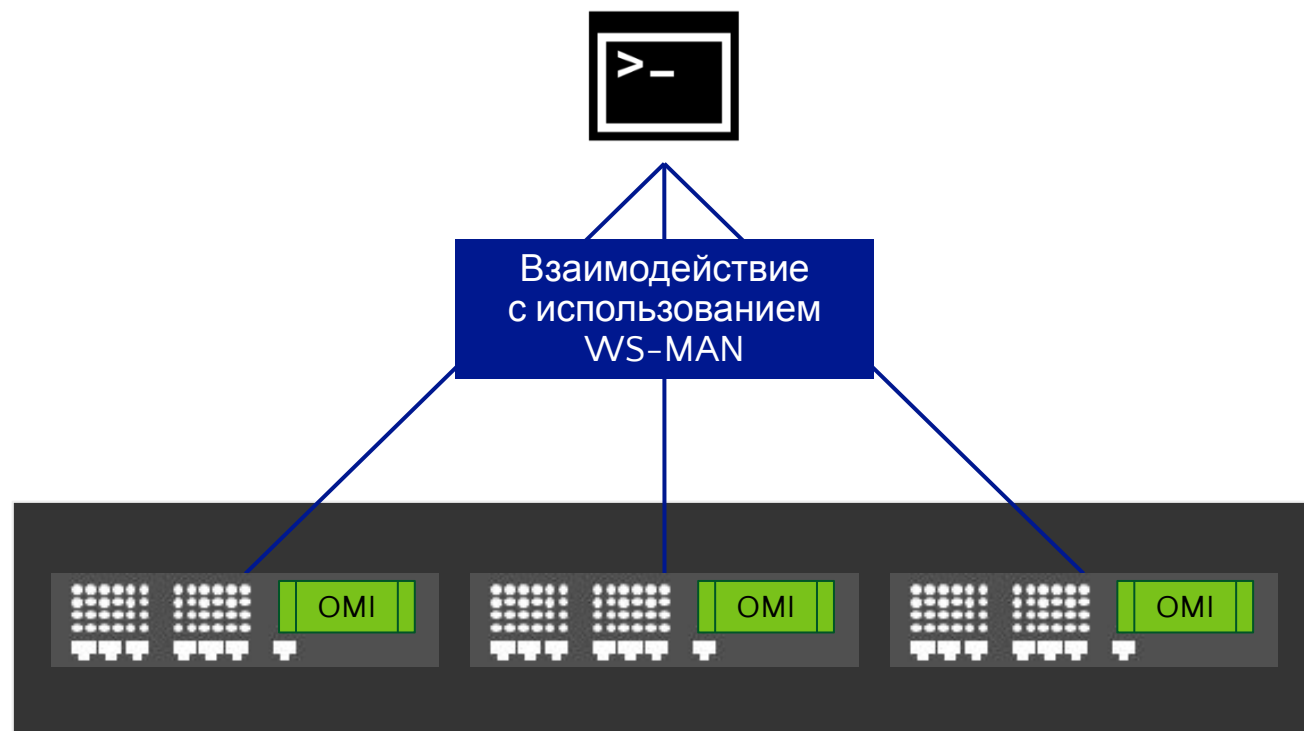 >_
Взаимодействие
с использованием
WS-MAN
OMI
OMI
OMI